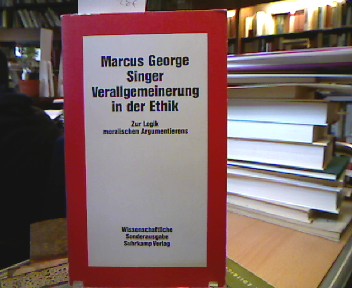 Marcus George
Singer
Verallgemeinerung
in der Ethik
Zur Logik
moralischen Argumentierens
Wissenschaftliche
Sonderausgabe
Suhrkamp Verlag